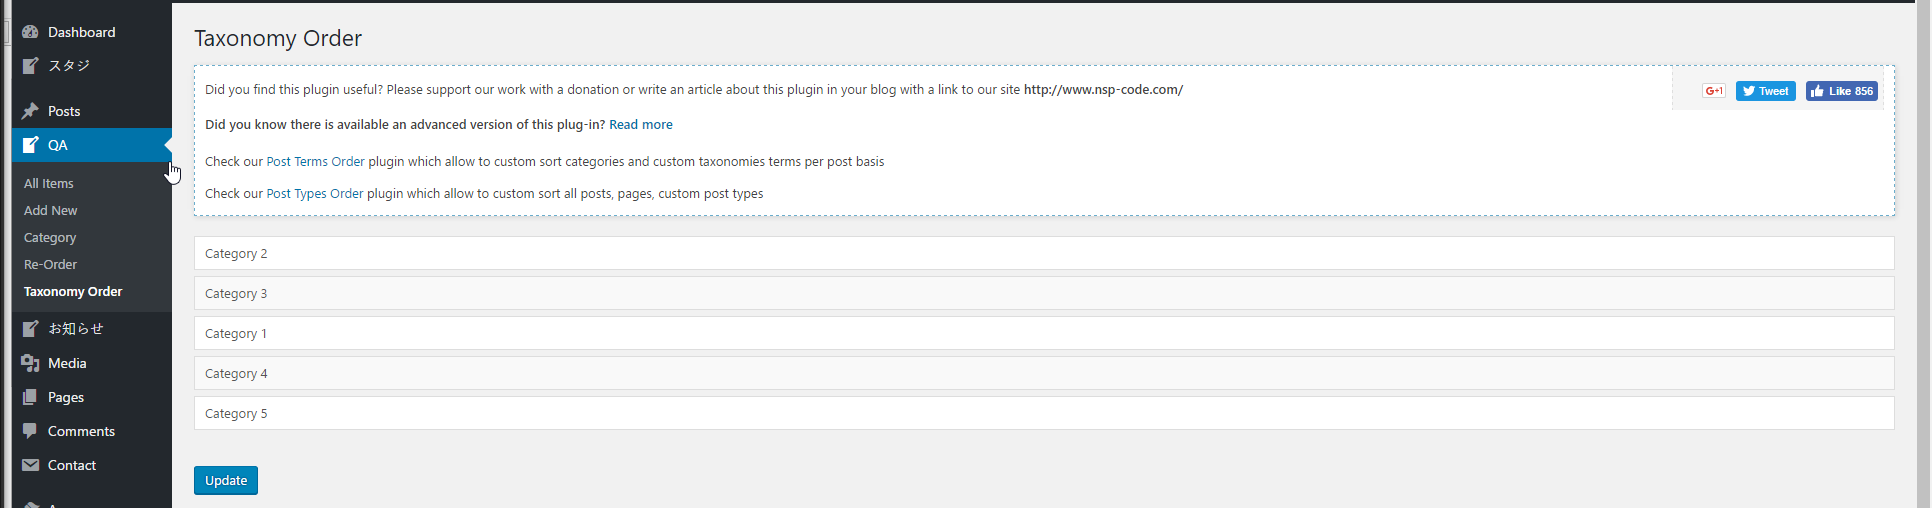 Dashboard
スタジ
Posts
QA
All Items
Add New
Category
Re-Order
Taxonomy Order
お知らせ
Media
Pages
Comments
Contact
Taxonomy Order
Did you find this plugin useful? Please support our work with a donation or write an article about this plugin in your blog with a link to our site http://www.nsp-code.com/
G+1
Tweet
Like 856
Did you know there is available an advanced version of this plug-in? Read more
Check our Post Terms Order plugin which allow to custom sort categories and custom taxonomies terms per post basis
Check our Post Types Order plugin which allow to custom sort all posts, pages, custom post types
Category 2
Category 3
Category 1
Category 4
Category 5
Update